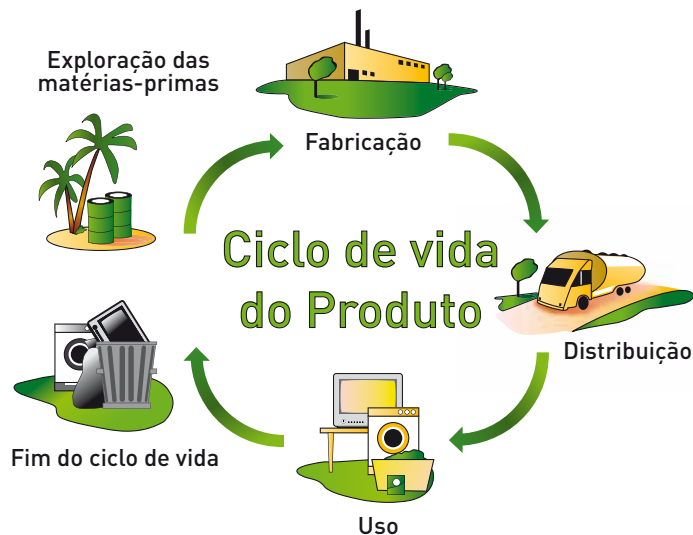 Exploração das
matérias-primas
Fabricação
Ciclo de vida
do Produto
Distribuição
Fim do ciclo de vida
Uso